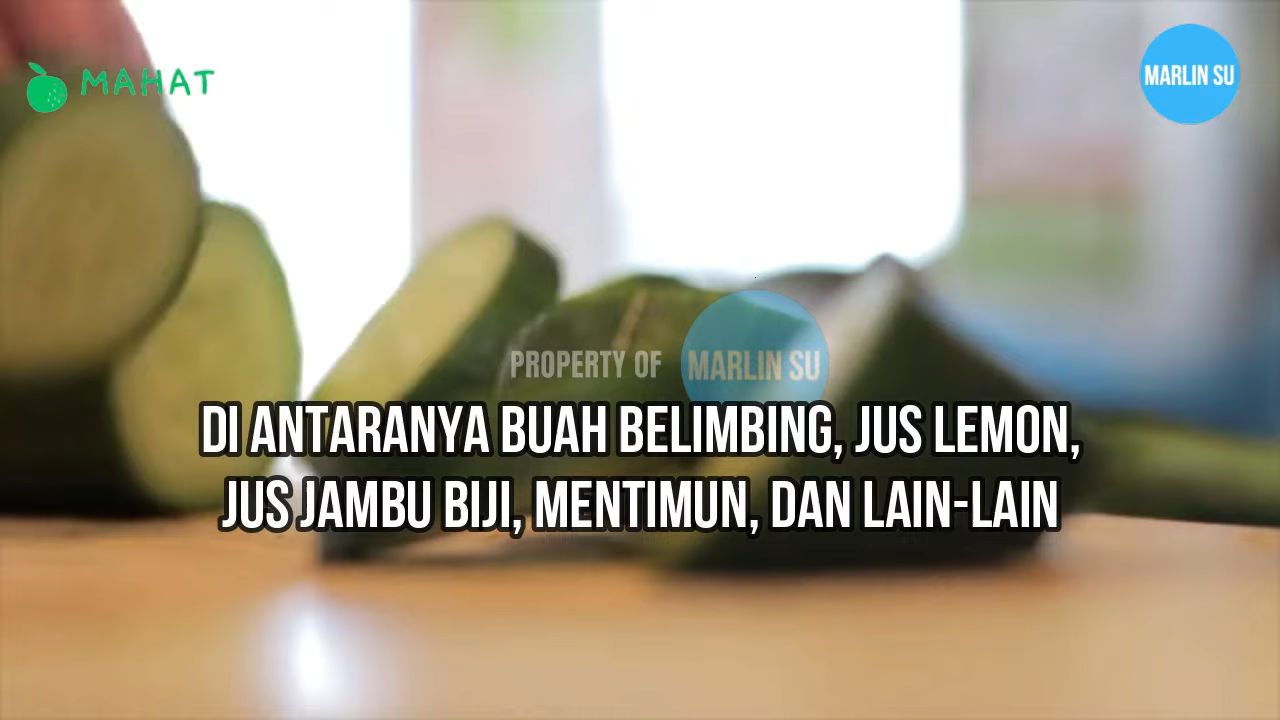 MAHAT
MARLIN SU
PROPERTY OF MARLIN SU
DI ANTARANYA BUAH BELIMBING, JUS LEMON,
JUS JAMBU BIJI, MENTIMUN, DAN LAIN-LAIN